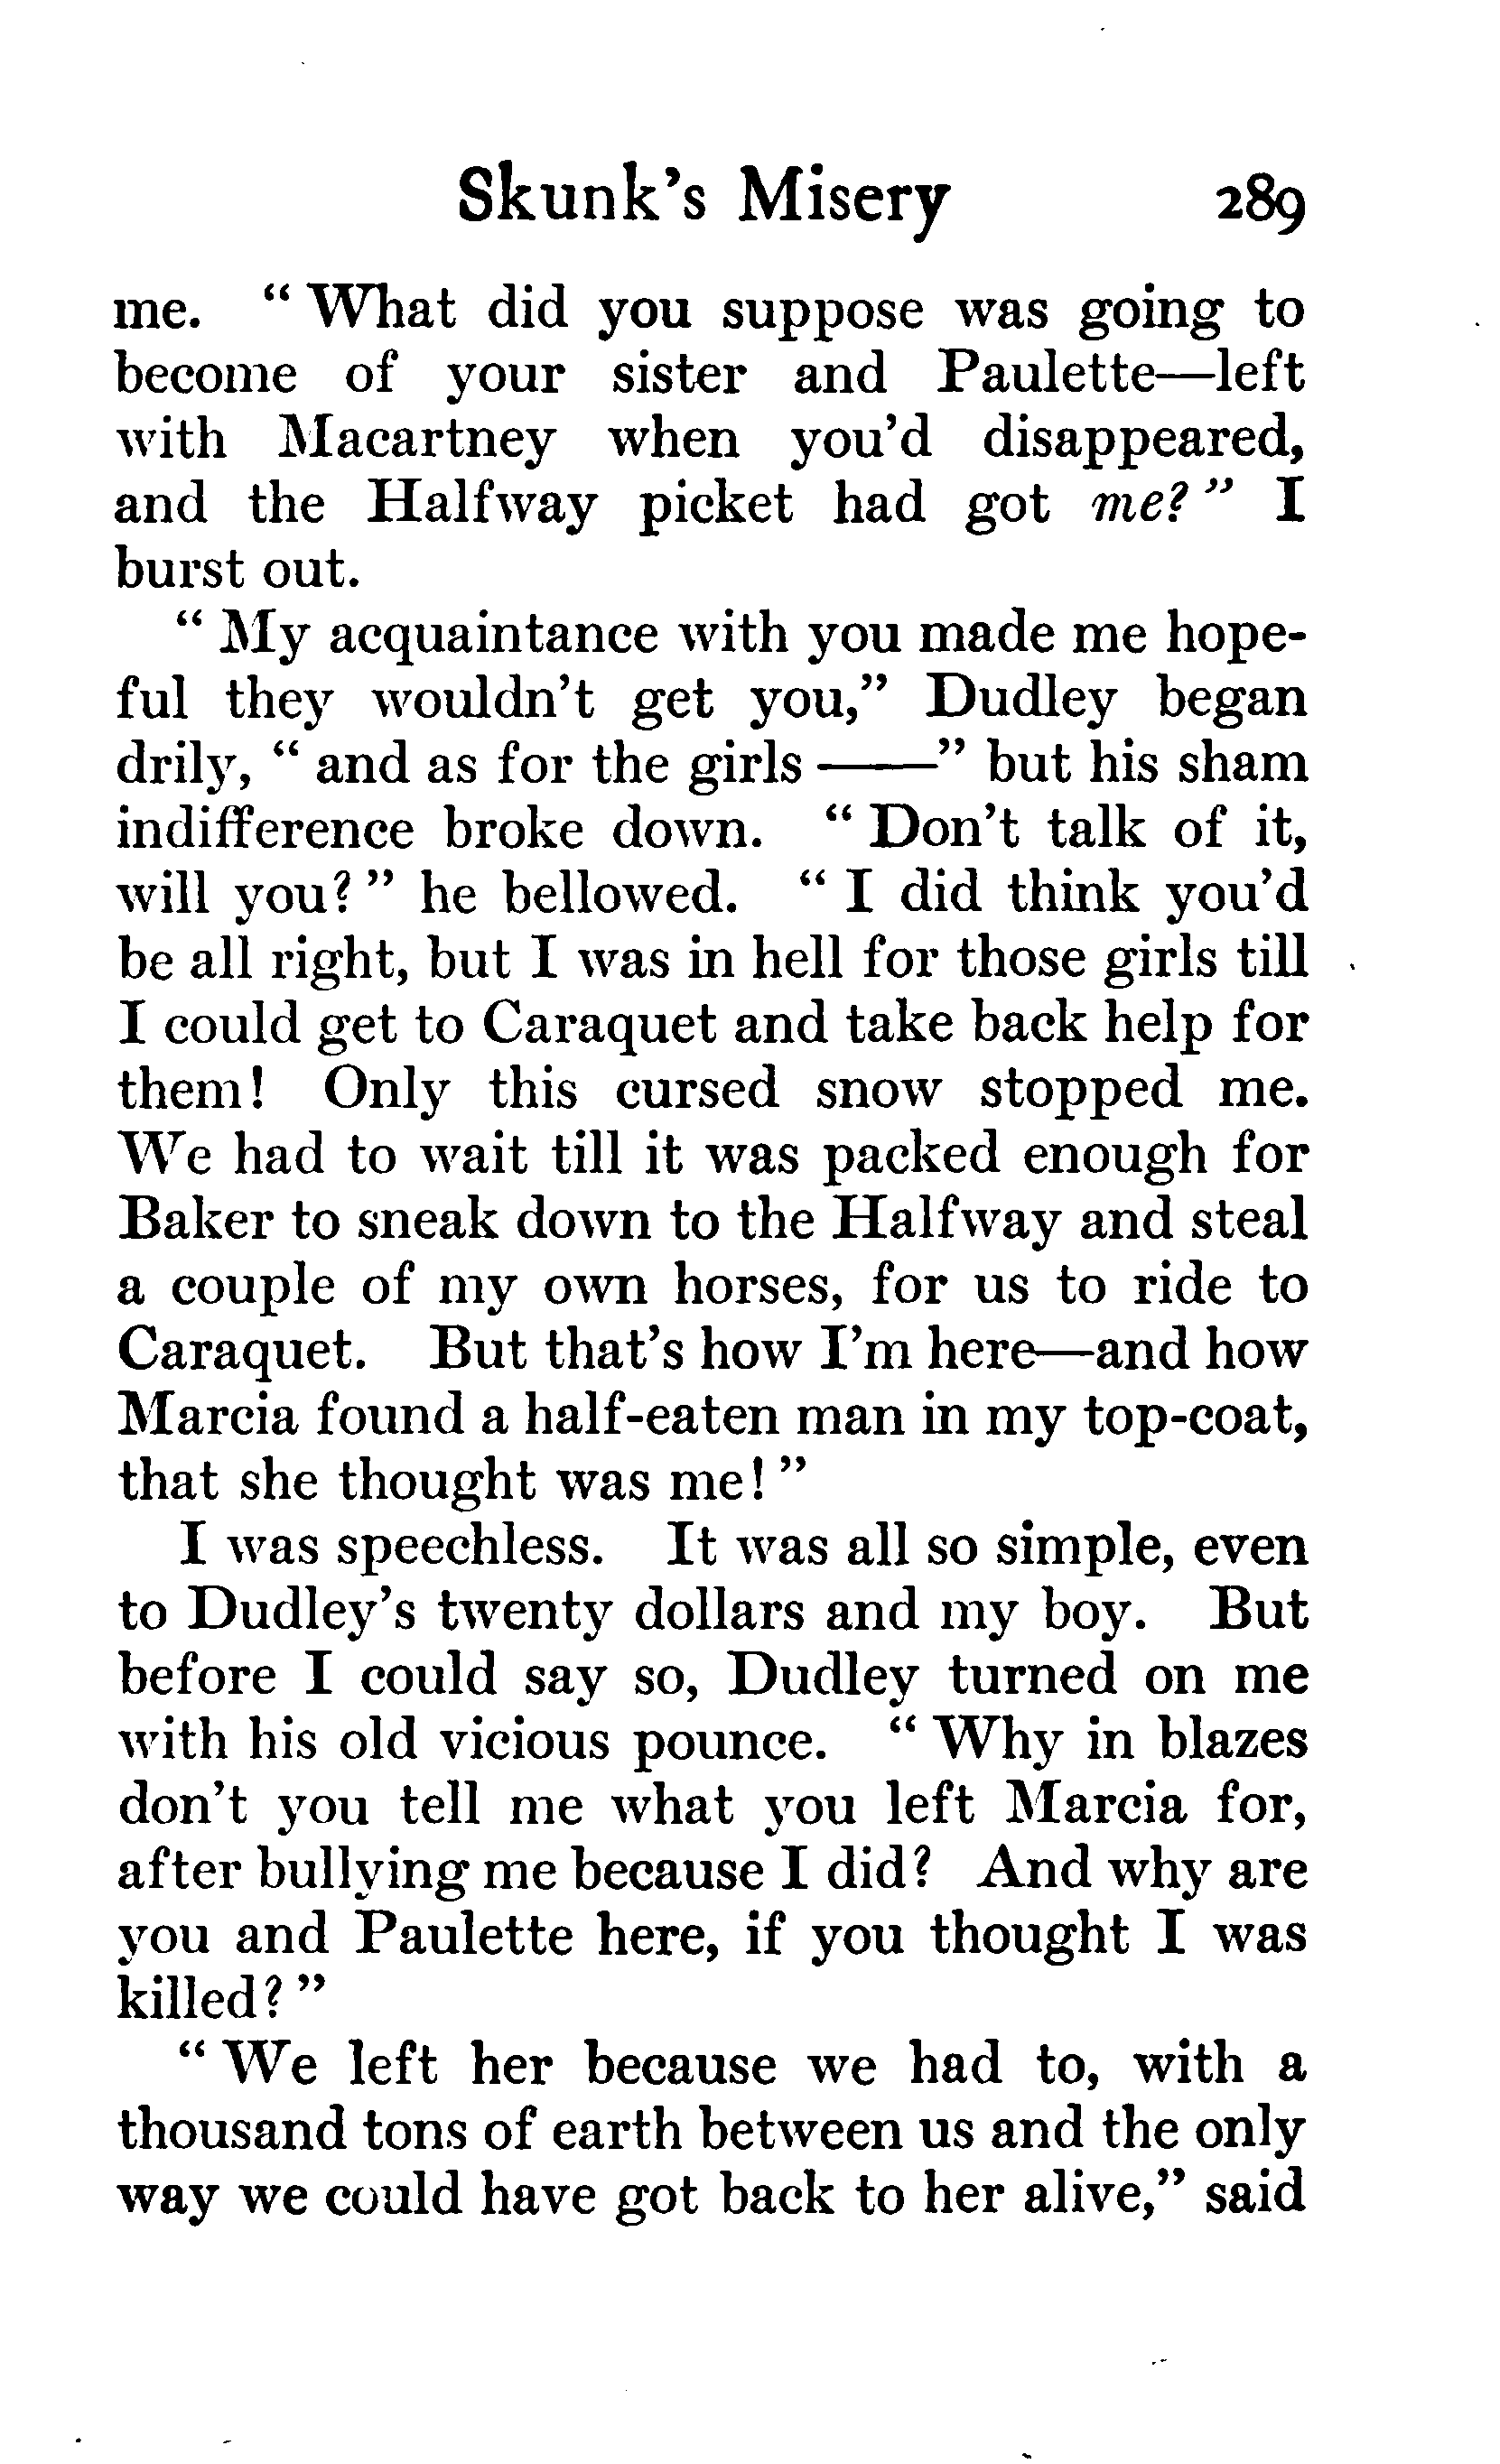 Skunk's Misery 289
me. "What did you suppose was going to
become of your sister and Paulette—left
with Macartney when you'd disappeared,
and the Halfway picket had got me?" I
burst out.
"My acquaintance with you made me hope-
ful they wouldn't get you," Dudley began
drily, "and as for the girls ——" but his sham
indifference broke down. "Don't talk of it,
will you?" he bellowed. "I did think you'd
be all right, but I was in hell for those girls till
I could get to Caraquet and take back help for
them! Only this cursed snow stopped me.
We had to wait till it was packed enough for
Baker to sneak down to the Halfway and steal
a couple of my own horses, for us to ride to
Caraquet. But that's how I'm here—and how
Marcia found a half-eaten man in my top-coat,
that she thought was me!"
I was speechless. It was all so simple, even
to Dudley's twenty dollars and my boy. But
before I could say so, Dudley turned on me
with his old vicious pounce. "Why in blazes
don't you tell me what you left Marcia for,
after bullying me because I did? And why are
you and Paulette here, if you thought I was
killed?"
"We left her because we had to, with a
thousand tons of earth between us and the only
way we could have got back to her alive," said